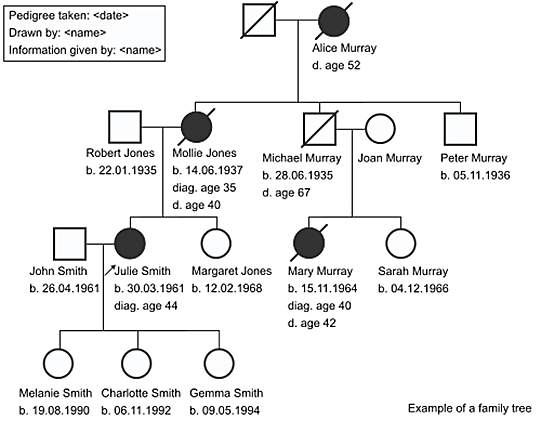 Pedigree taken: <date>
Drawn by: <name>
Information given by: <name>
Alice Murray
d. age 52
Robert Jones
b. 22.01.1935
Mollie Jones
b. 14.06.1937
diag. age 35
d. age 40
Michael Murray
b. 28.06.1935
d. age 67
Joan Murray
Peter Murray
b. 05.11.1936
John Smith
b. 26.04.1961
Julie Smith
b. 30.03.1961
diag. age 44
Margaret Jones
b. 12.02.1968
Mary Murray
b. 15.11.1964
diag. age 40
d. age 42
Sarah Murray
b. 04.12.1966
Melanie Smith
b. 19.08.1990
Charlotte Smith
b. 06.11.1992
Gemma Smith
b. 09.05.1994
Example of a family tree